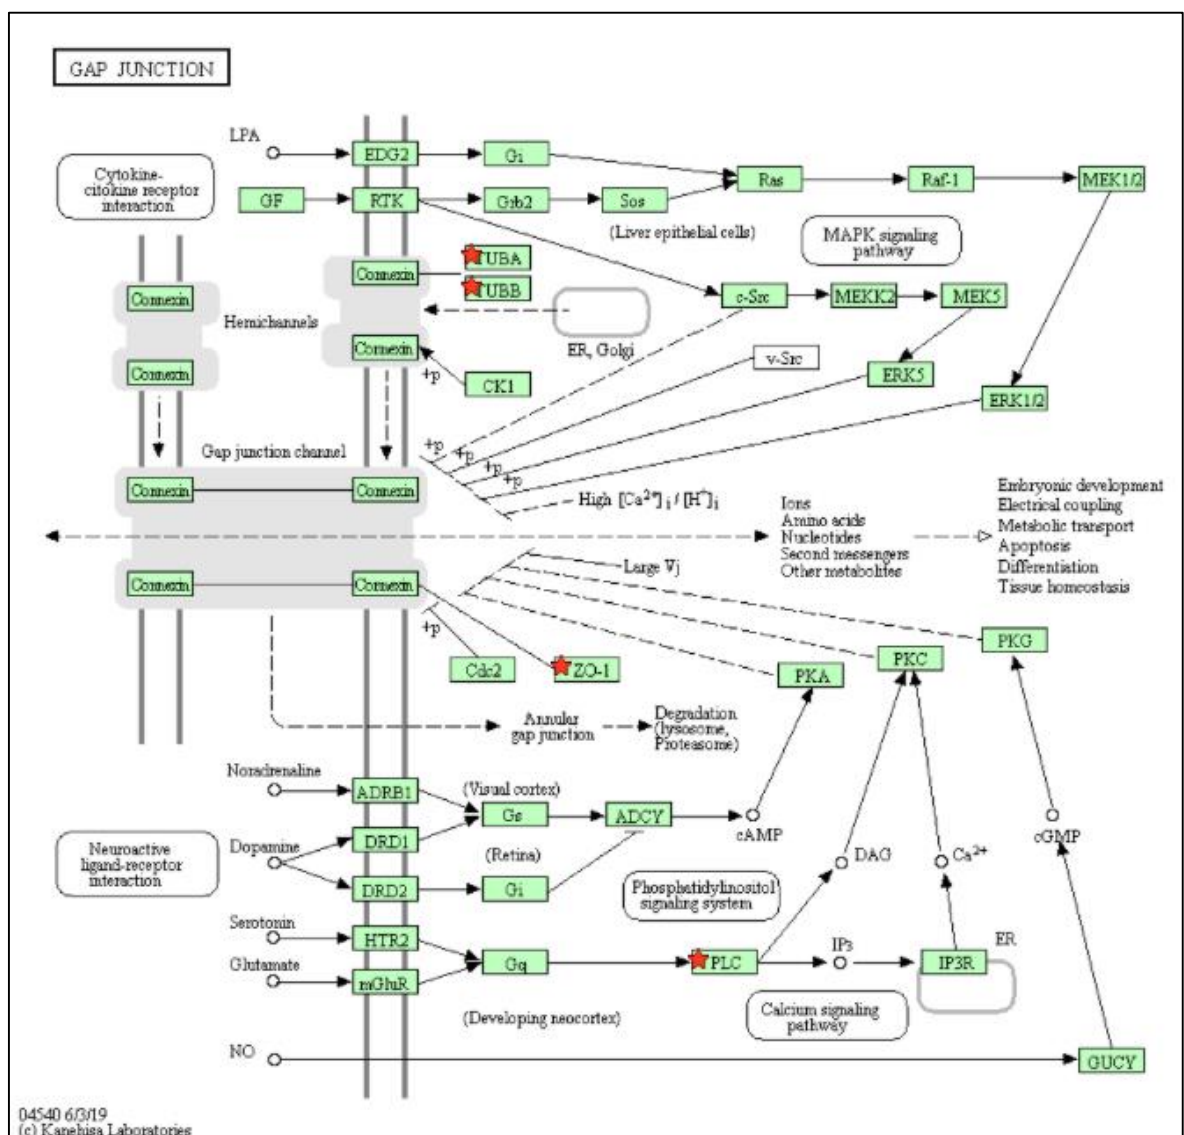 GAP JUNCTION
LPA
EDG2
Gi
Ras
Raf-1
MEK1/2
Cytokine-
citokine receptor
interaction
GF
RTK
Grb2
Sos
(Liver epithelial cells)
MAPK signaling
pathway
TUBA
Connexin
TUBB
Connexin
c-Src
MEKK2
MEK5
Hemichannels
ER, Golgi
Connexin
Connexin
v-Src
+p
CK1
ERK5
ERK1/2
Gap junction channel
+p
+p
+p
+p
Connexin
Connexin
High [Ca²⁺]i / [H⁺]i
Ions
Amino acids
Nucleotides
Second messengers
Other metabolites
Embryonic development
Electrical coupling
Metabolic transport
Apoptosis
Differentiation
Tissue homeostasis
Large Vj
Connexin
Connexin
+p
Cdc2
ZO-1
PKA
PKC
PKG
Annular
gap junction
Degradation
(lysosome,
Proteasome)
Noradrenaline
ADRB1
(Visual cortex)
Gs
ADCY
cAMP
cGMP
Neuroactive
ligand-receptor
interaction
Dopamine
DRD1
(Retina)
DAG
Ca²⁺
DRD2
Gi
Phosphatidylinositol
signaling system
Serotonin
HTR2
Gq
PLC
IP3
IP3R
ER
Glutamate
mGluR
(Developing neocortex)
Calcium signaling
pathway
NO
GUCY
04540 6/3/19
(c) Kanehisa Laboratories